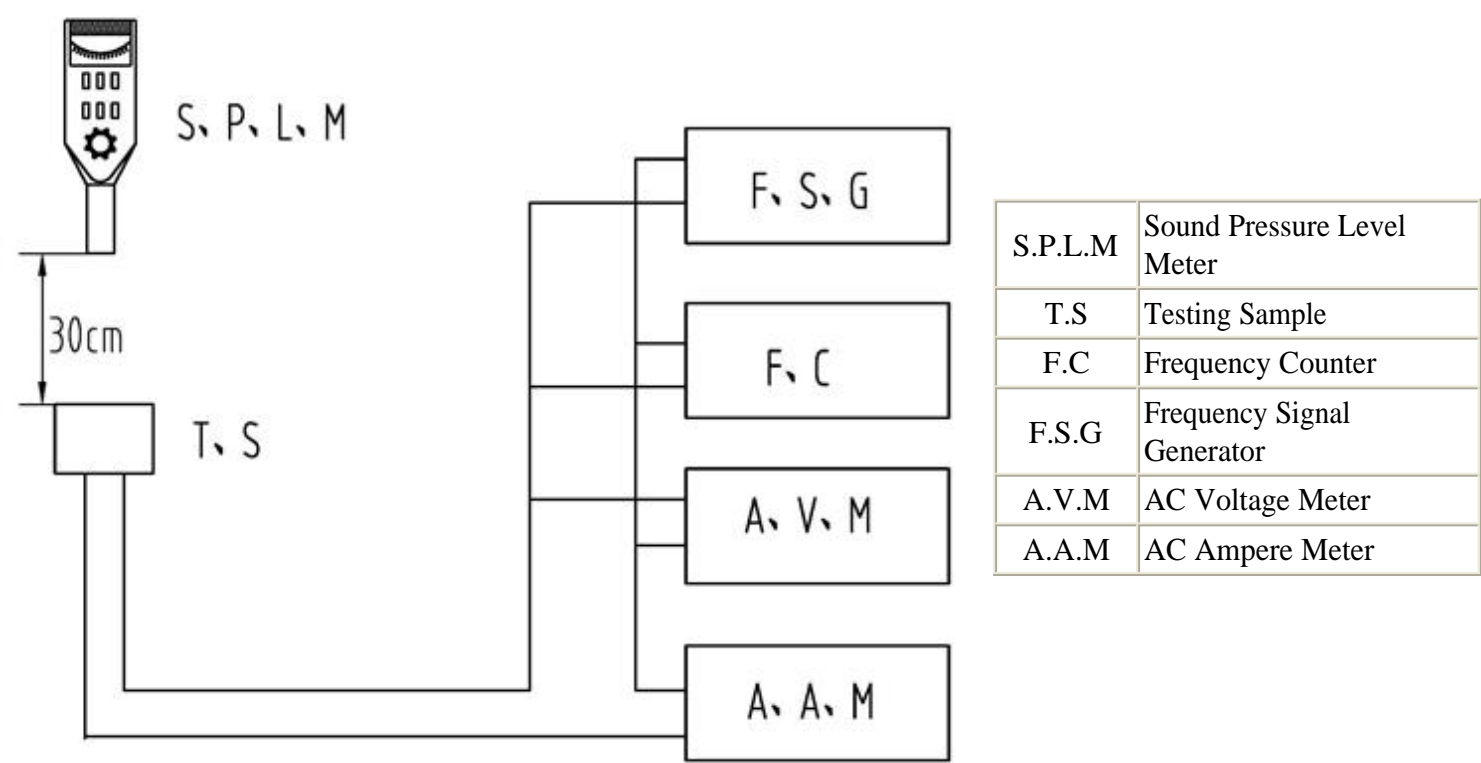 S、P、L、M
30cm
T、S
F、S、G
F、C
A、V、M
A、A、M
S.P.L.M Sound Pressure Level
Meter
T.S Testing Sample
F.C Frequency Counter
F.S.G Frequency Signal
Generator
A.V.M AC Voltage Meter
A.A.M AC Ampere Meter